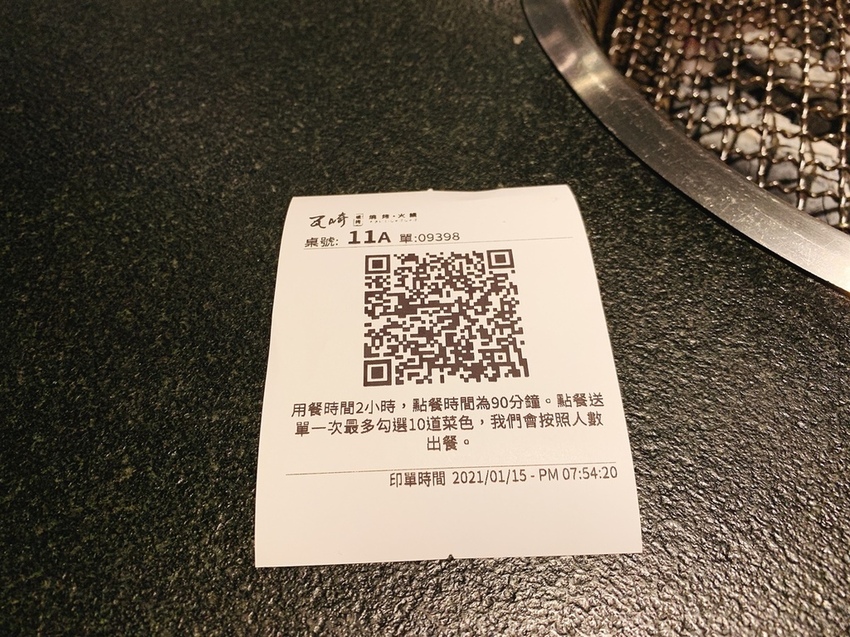 瓦崎 燒烤•火鍋
桌號: 11A 單:09398
用餐時間2小時，點餐時間為90分鐘。點餐送
單一次最多勾選10道菜色，我們會按照人數
出餐。
印單時間 2021/01/15 - PM 07:54:20